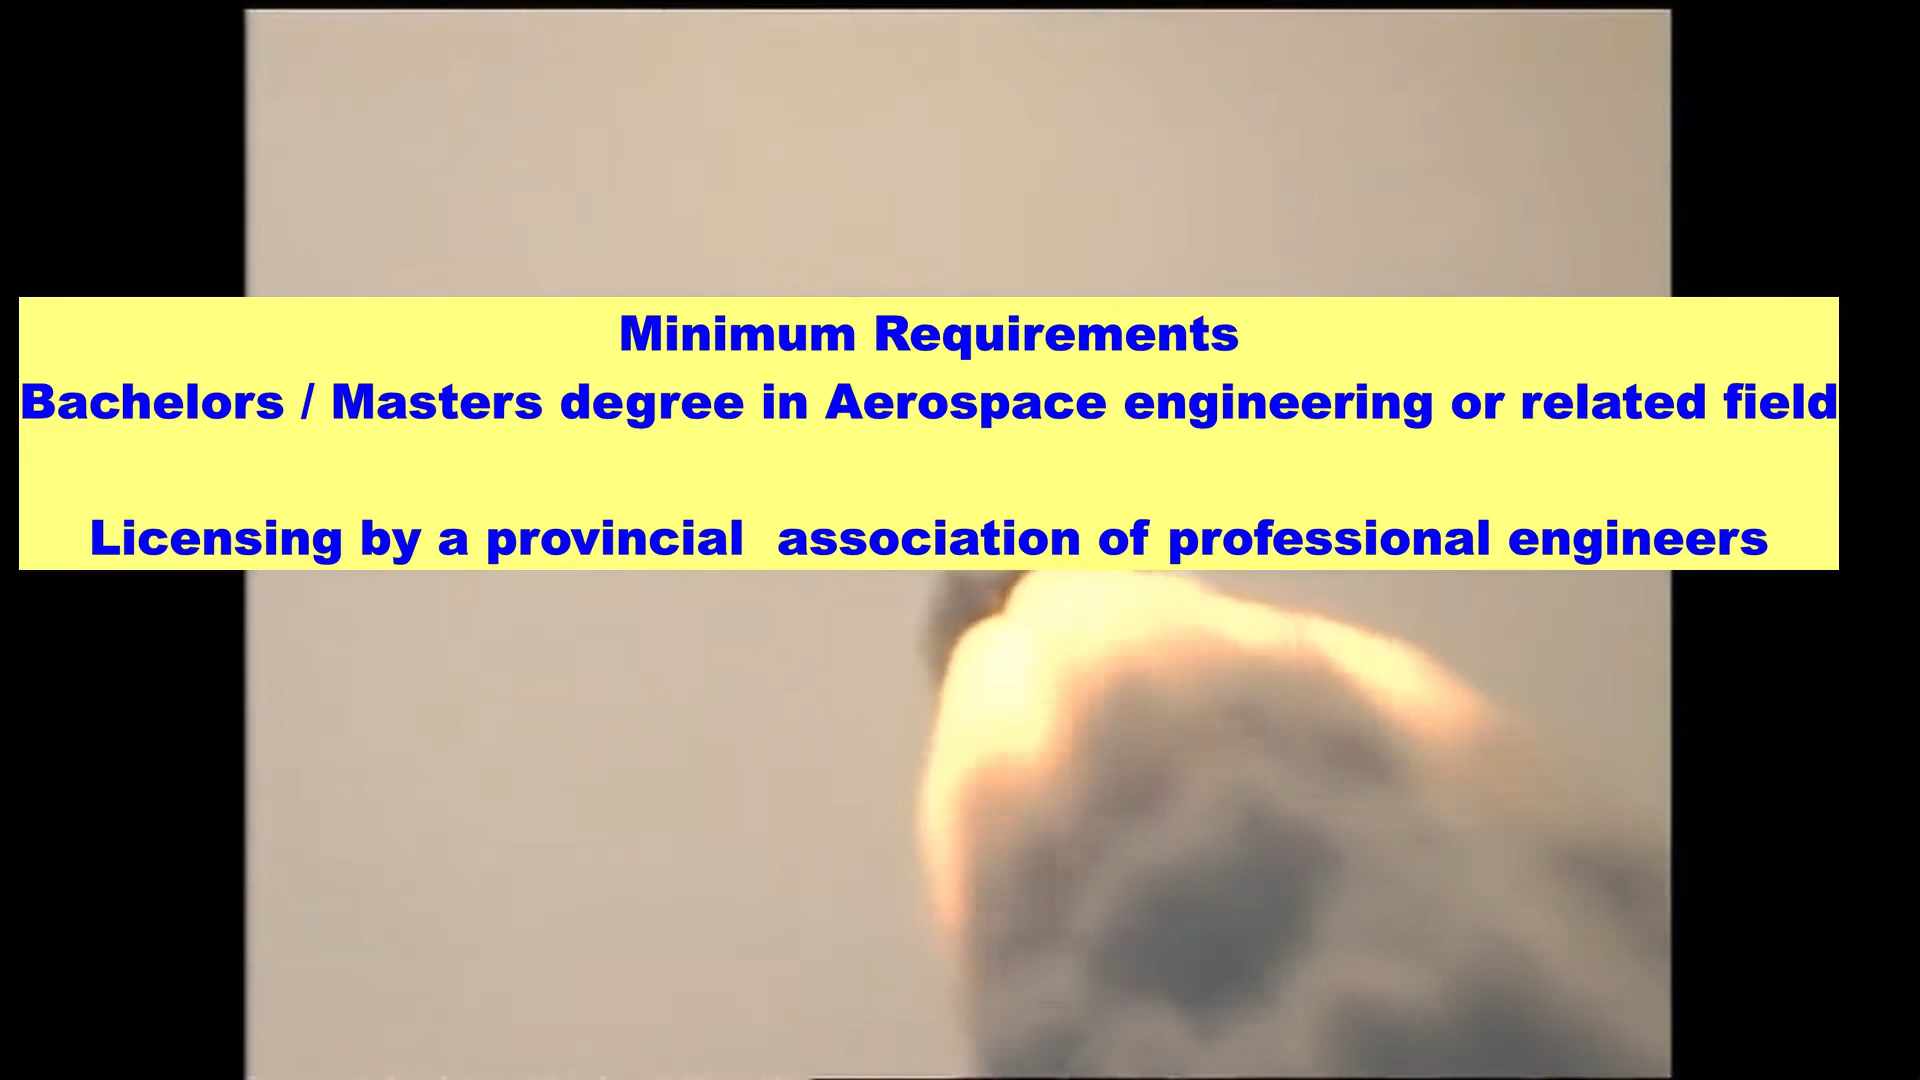 Minimum Requirements
Bachelors / Masters degree in Aerospace engineering or related field
Licensing by a provincial  association of professional engineers